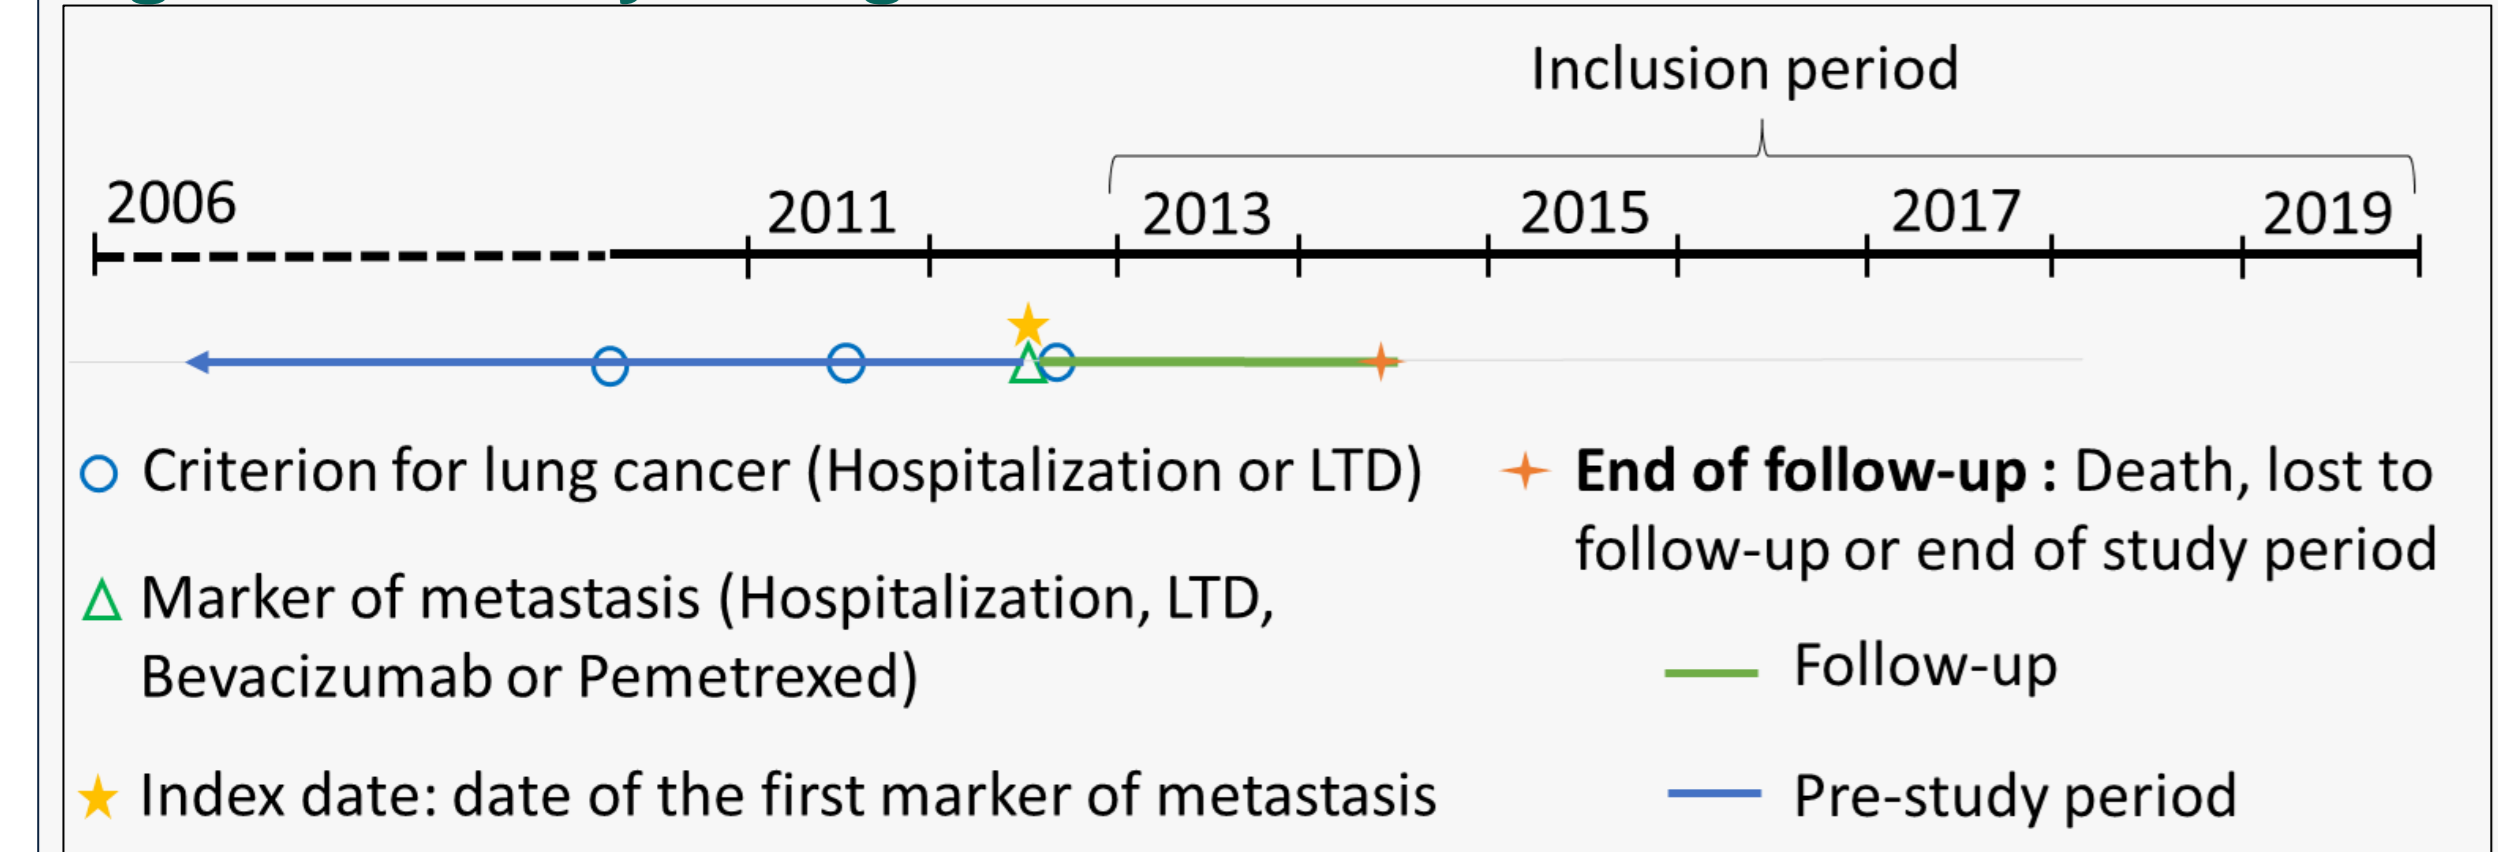 Inclusion period
2006
2011
2013
2015
2017
2019
Criterion for lung cancer (Hospitalization or LTD)
Marker of metastasis (Hospitalization, LTD,
Bevacizumab or Pemetrexed)
Index date: date of the first marker of metastasis
End of follow-up : Death, lost to
follow-up or end of study period
Follow-up
Pre-study period